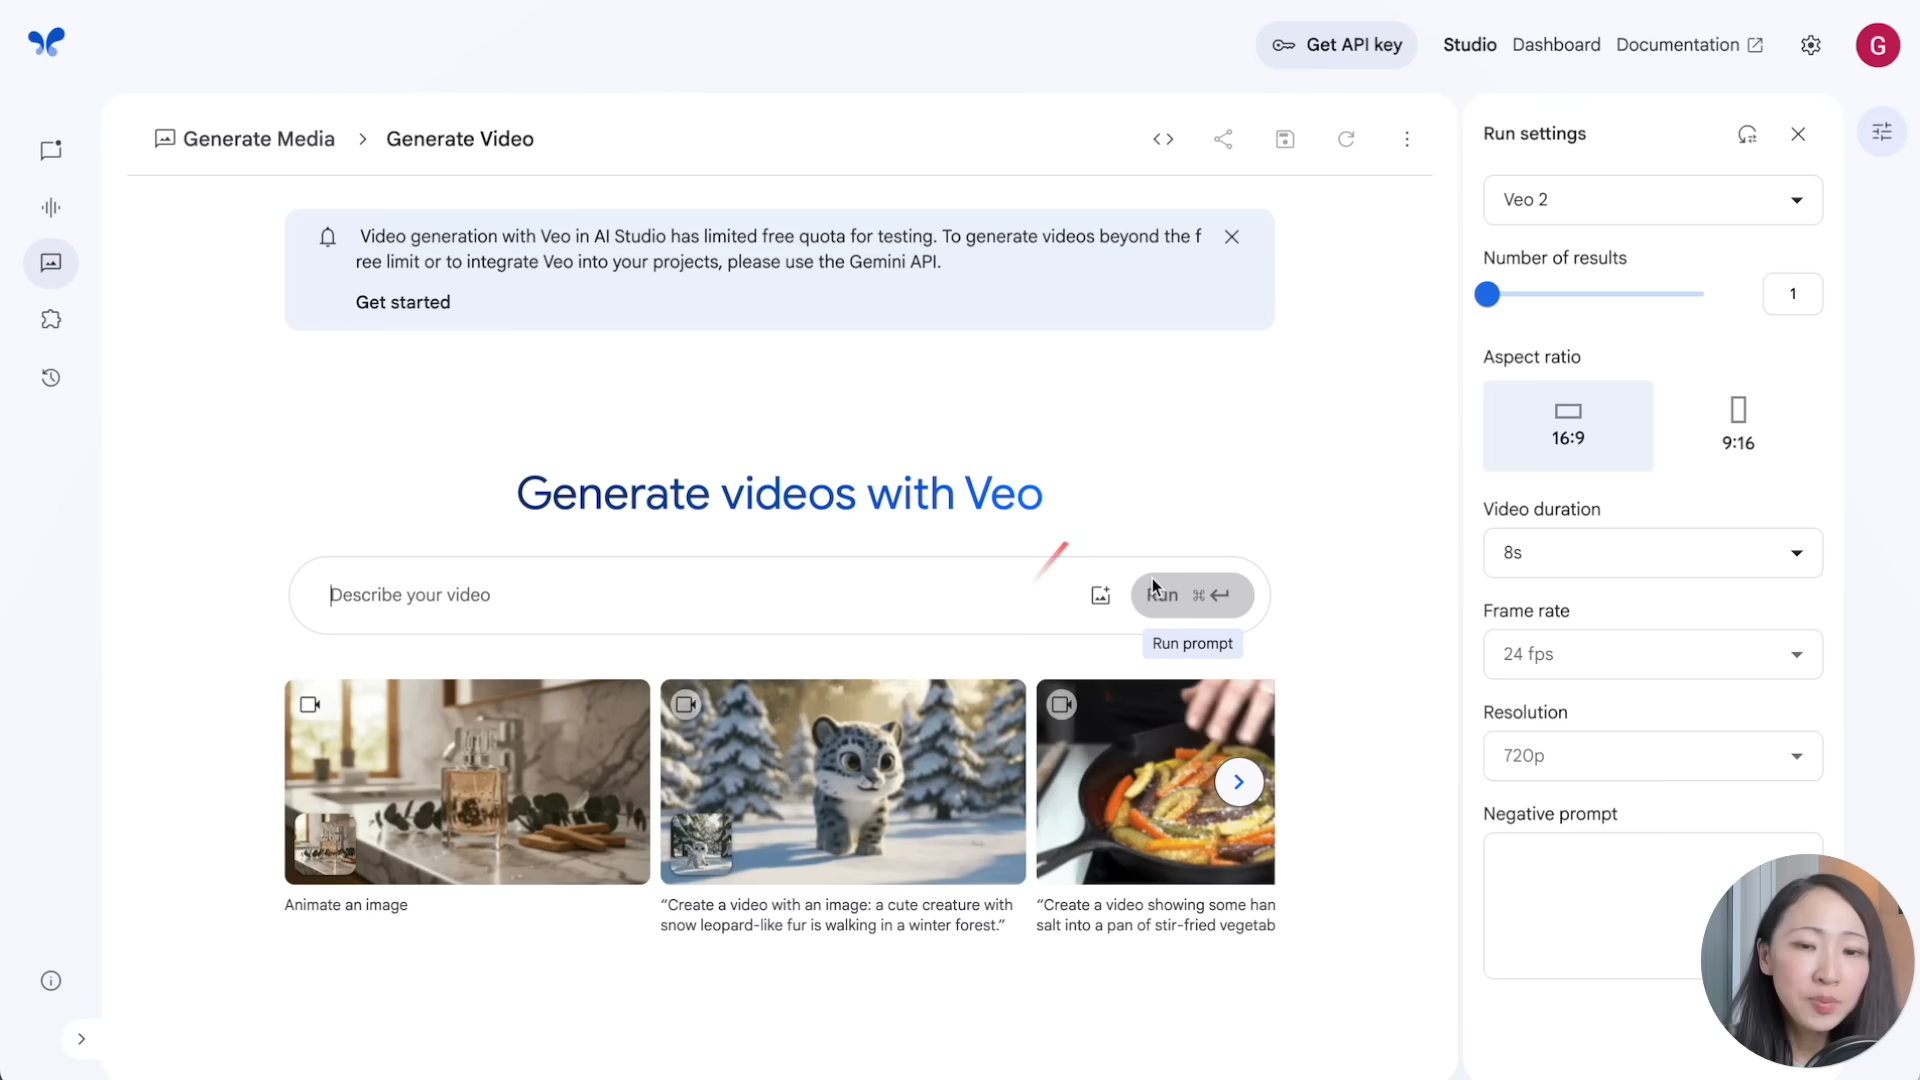 Get API key
Studio
Dashboard
Documentation
G
Generate Media
Generate Video
Video generation with Veo in AI Studio has limited free quota for testing. To generate videos beyond the f
ree limit or to integrate Veo into your projects, please use the Gemini API.
Get started
Generate videos with Veo
Describe your video
Run ⌘
Run prompt
Animate an image
“Create a video with an image: a cute creature with
snow leopard-like fur is walking in a winter forest.”
“Create a video showing some han
salt into a pan of stir-fried vegetab
Run settings
Veo 2
Number of results
1
Aspect ratio
16:9
9:16
Video duration
8s
Frame rate
24 fps
Resolution
720p
Negative prompt